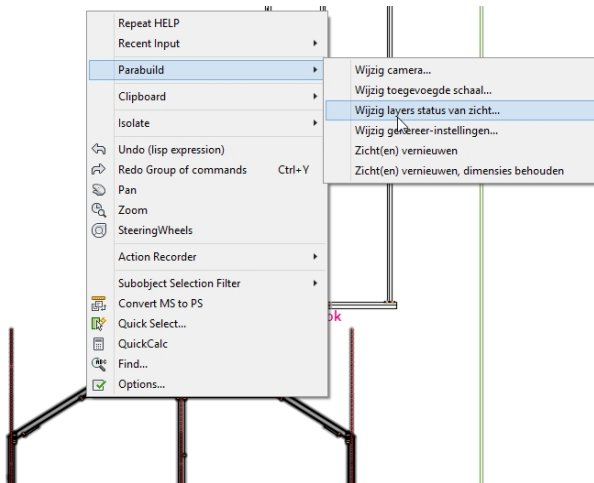 Repeat HELP
Recent Input
Parabuild
Clipboard
Isolate
Undo (lisp expression)
Redo Group of commands Ctrl+Y
Pan
Zoom
SteeringWheels
Action Recorder
Subobject Selection Filter
Convert MS to PS
Quick Select...
QuickCalc
Find...
Options...
Wijzig camera...
Wijzig toegevoegde schaal...
Wijzig layers status van zicht...
Wijzig genereer-instellingen...
Zicht(en) vernieuwen
Zicht(en) vernieuwen, dimensies behouden